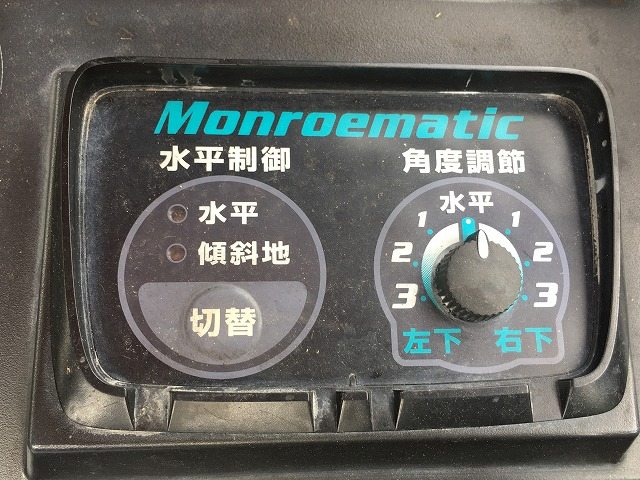 Monroematic
水平制御
水平
傾斜地
切替
角度調節
水平
1 1
2 2
3 3
左下 右下